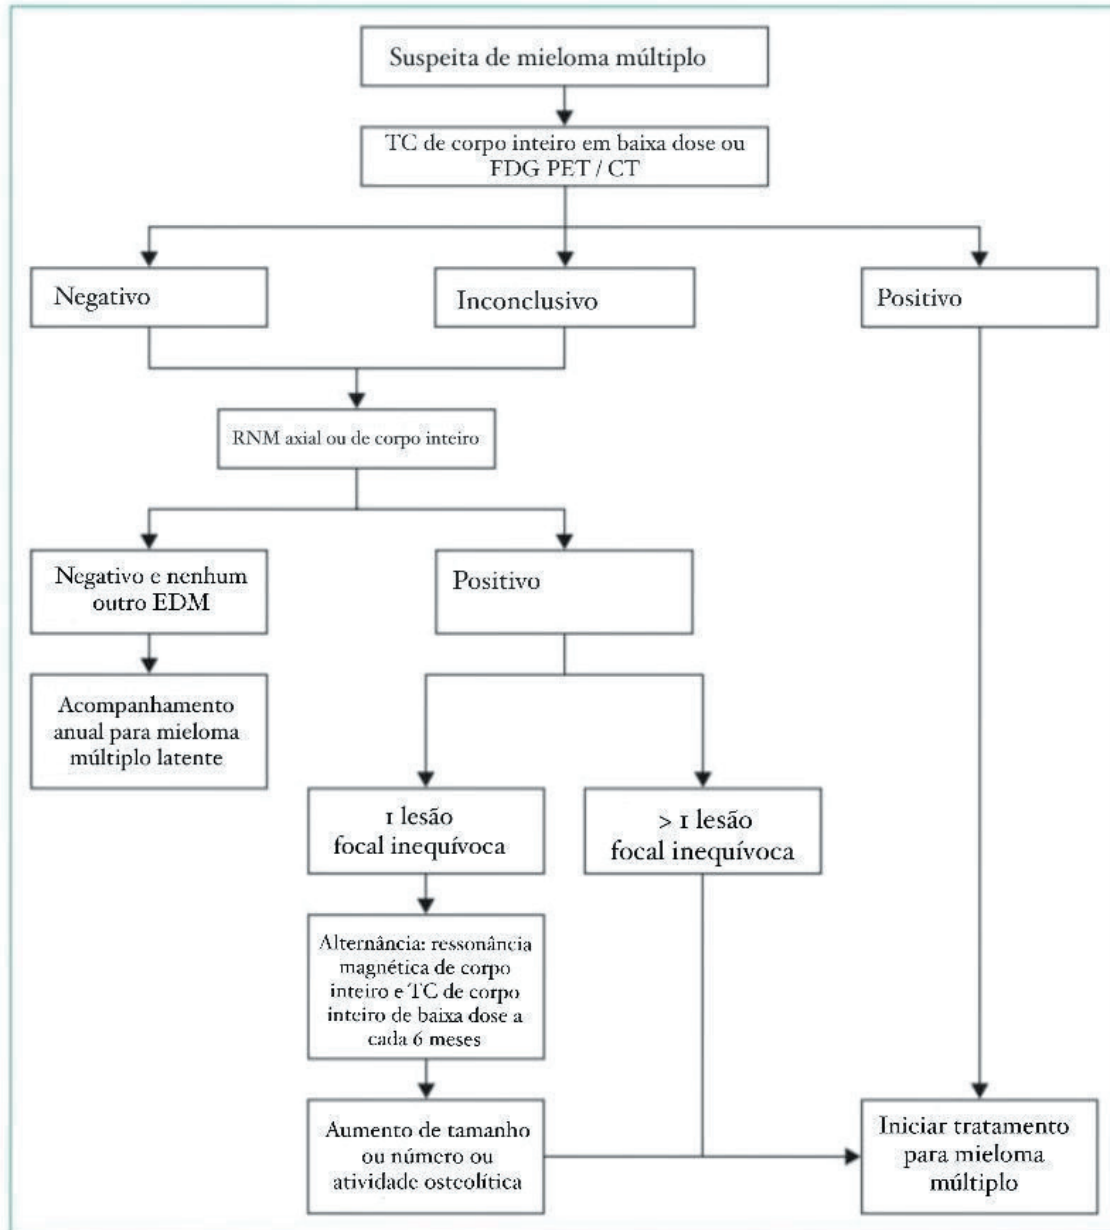 Suspeita de mieloma múltiplo
TC de corpo inteiro em baixa dose ou
FDG PET / CT
Negativo
Inconclusivo
Positivo
RNM axial ou de corpo inteiro
Negativo e nenhum
outro EDM
Positivo
Acompanhamento
anual para mieloma
múltiplo latente
1 lesão
focal inequívoca
> 1 lesão
focal inequívoca
Alternância: ressonância
magnética de corpo
inteiro e TC de corpo
inteiro de baixa dose a
cada 6 meses
Aumento de tamanho
ou número ou
atividade osteolítica
Iniciar tratamento
para mieloma
múltiplo